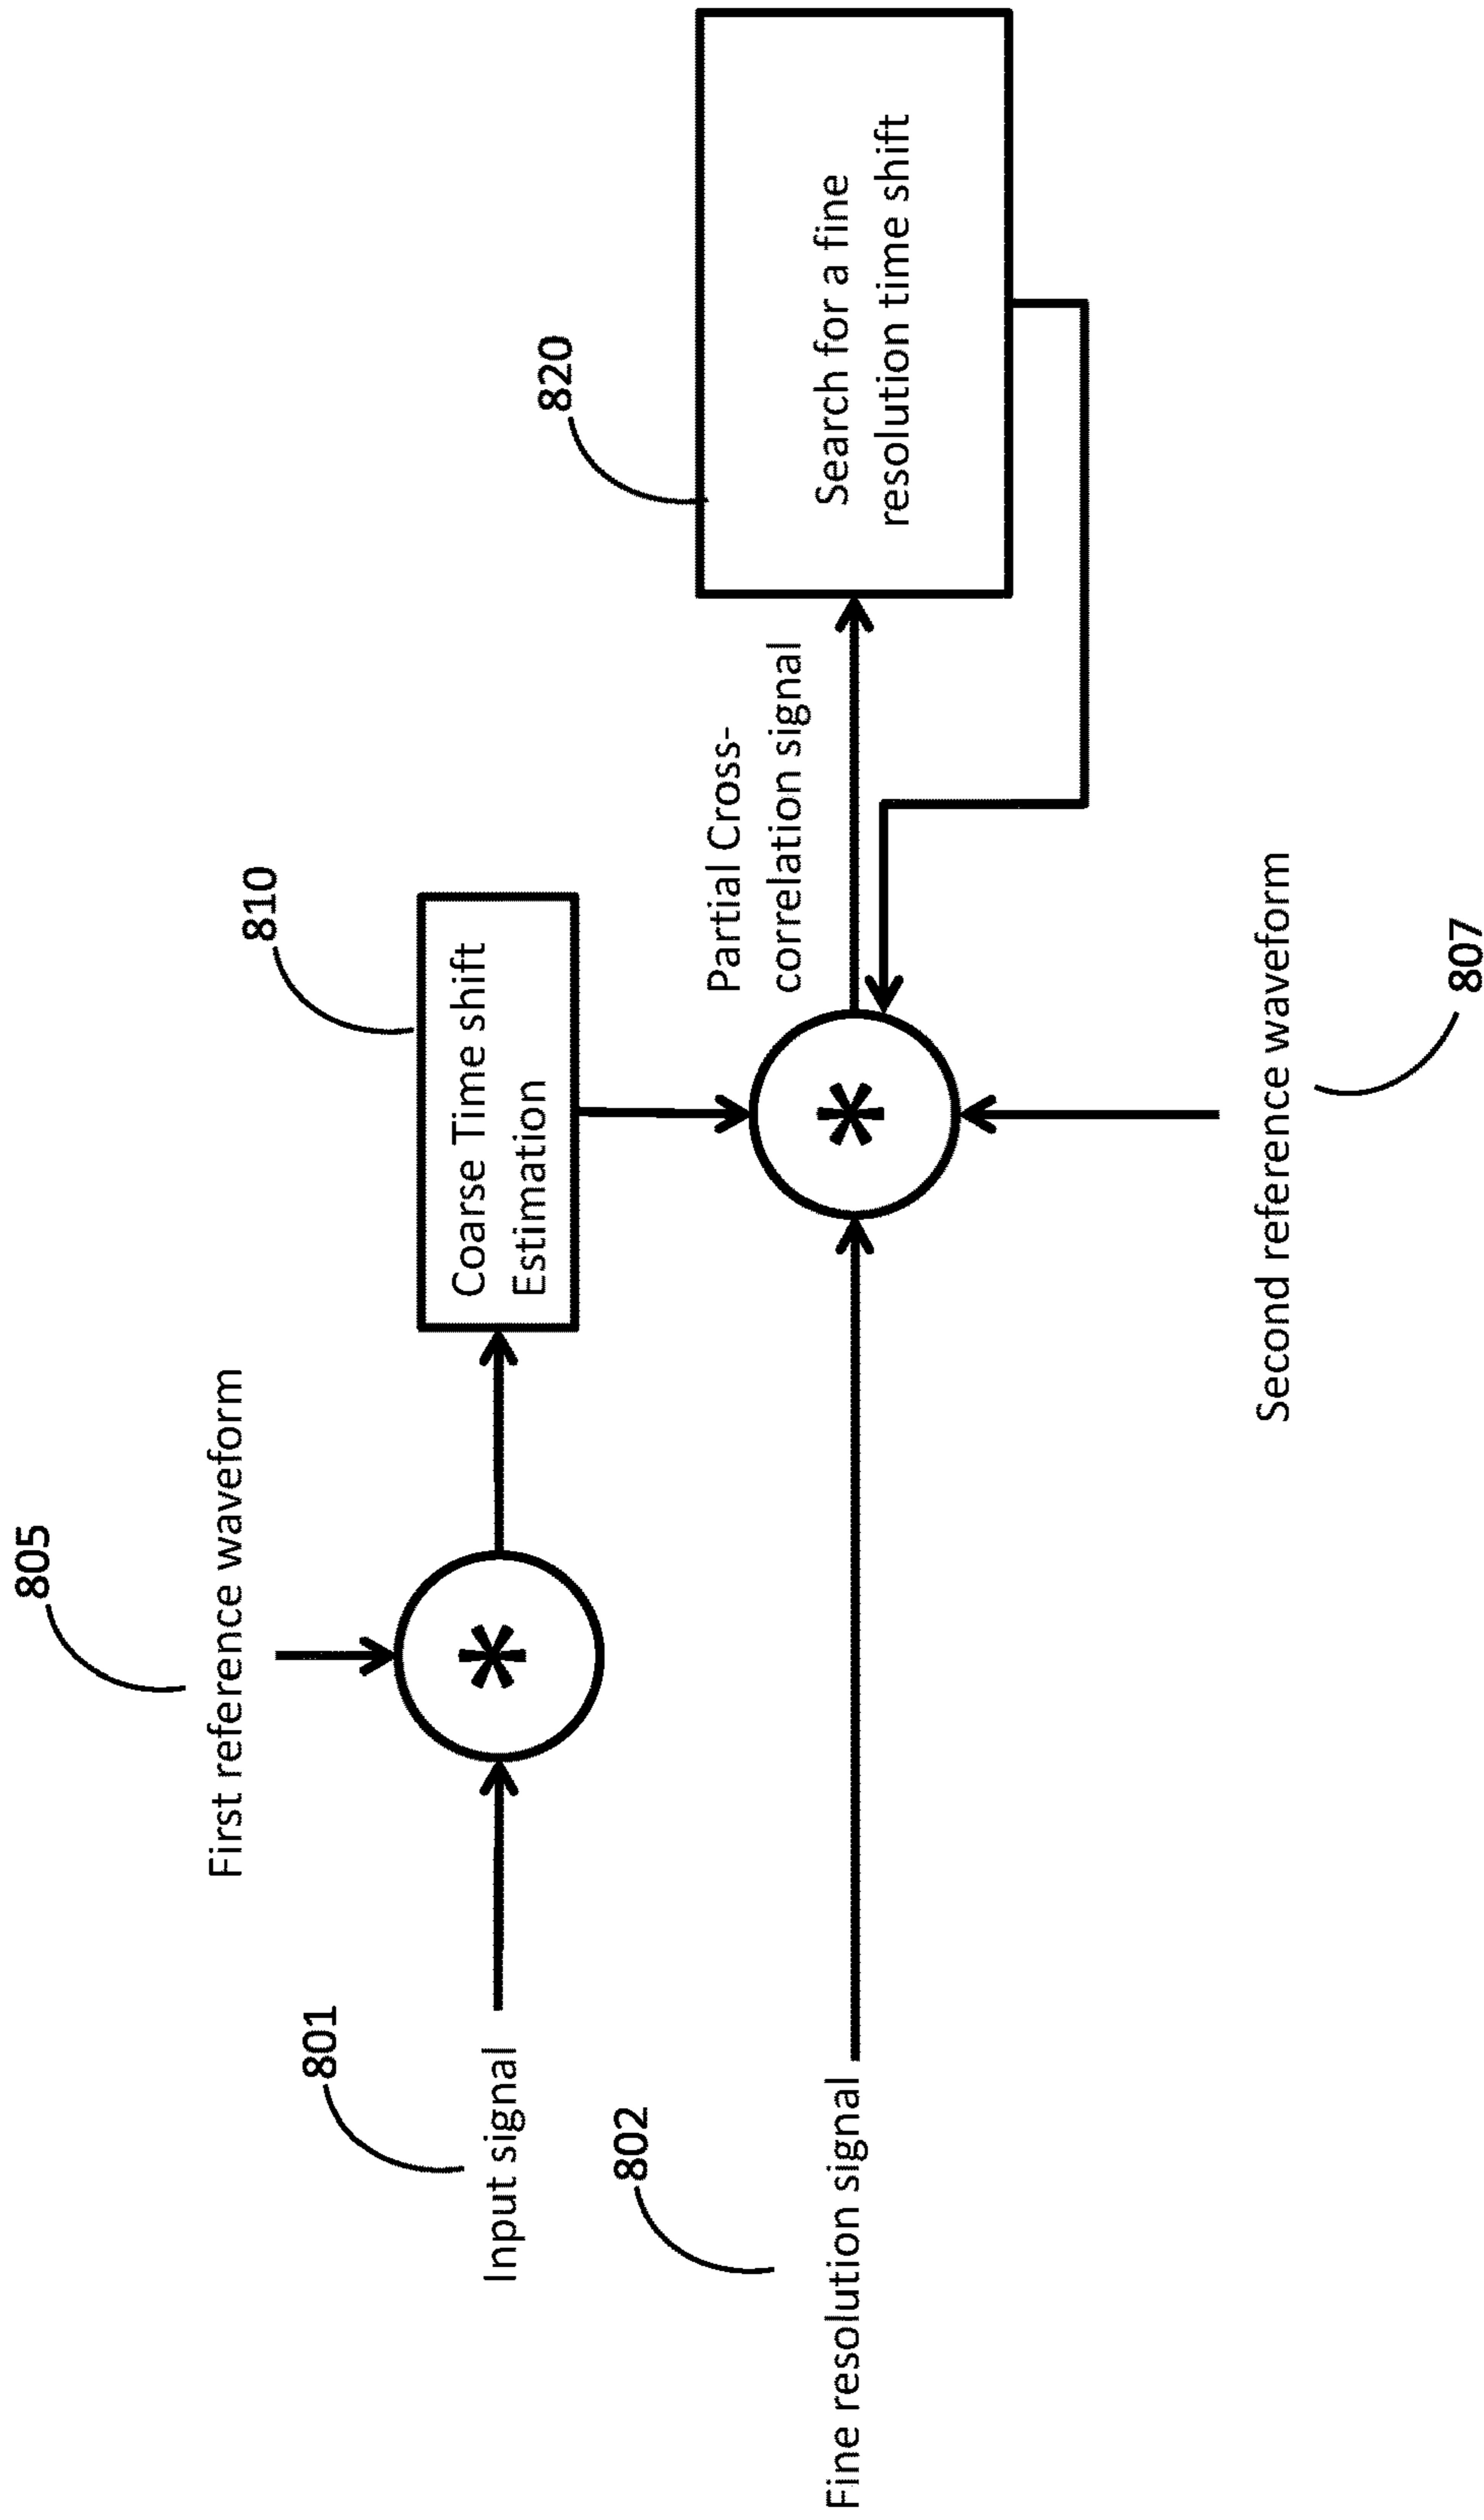 805
First reference waveform
801
Input signal
810
Coarse Time shift
Estimation
802
Fine resolution signal
*
*
Partial Cross-
correlation signal
820
Search for a fine
resolution time shift
Second reference waveform
807